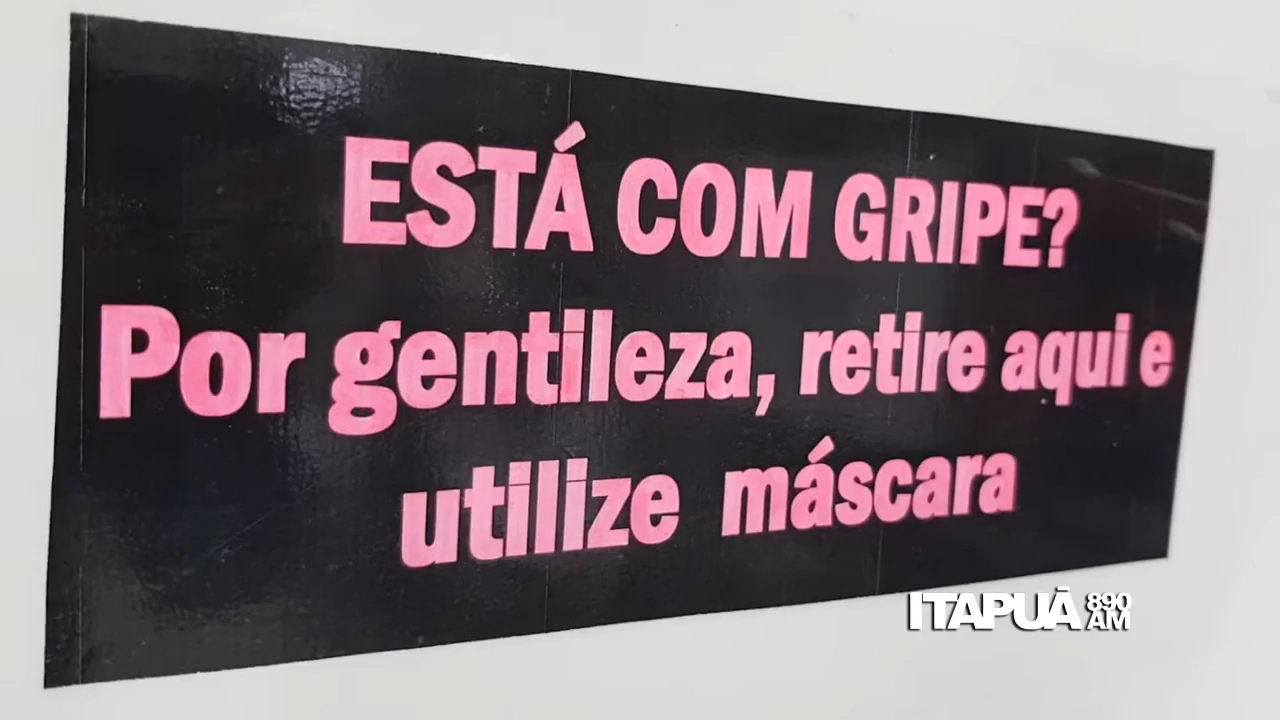 ESTÁ COM GRIPE?
Por gentileza, retire aqui e
utilize máscara
ITAPUÃ 890 AM